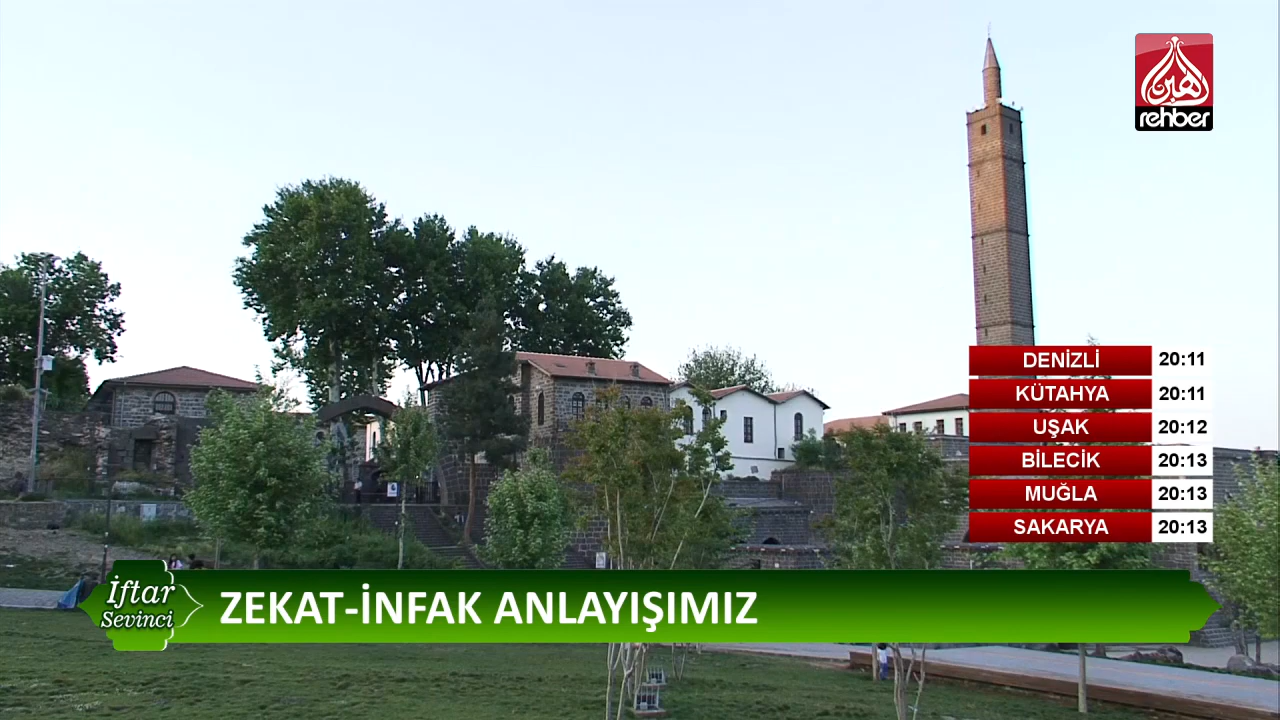 رهبر
rehber
DENİZLİ 20:11
KÜTAHYA 20:11
UŞAK 20:12
BİLECİK 20:13
MUĞLA 20:13
SAKARYA 20:13
İftar
Sevinci
ZEKAT-İNFAK ANLAYIŞIMIZ